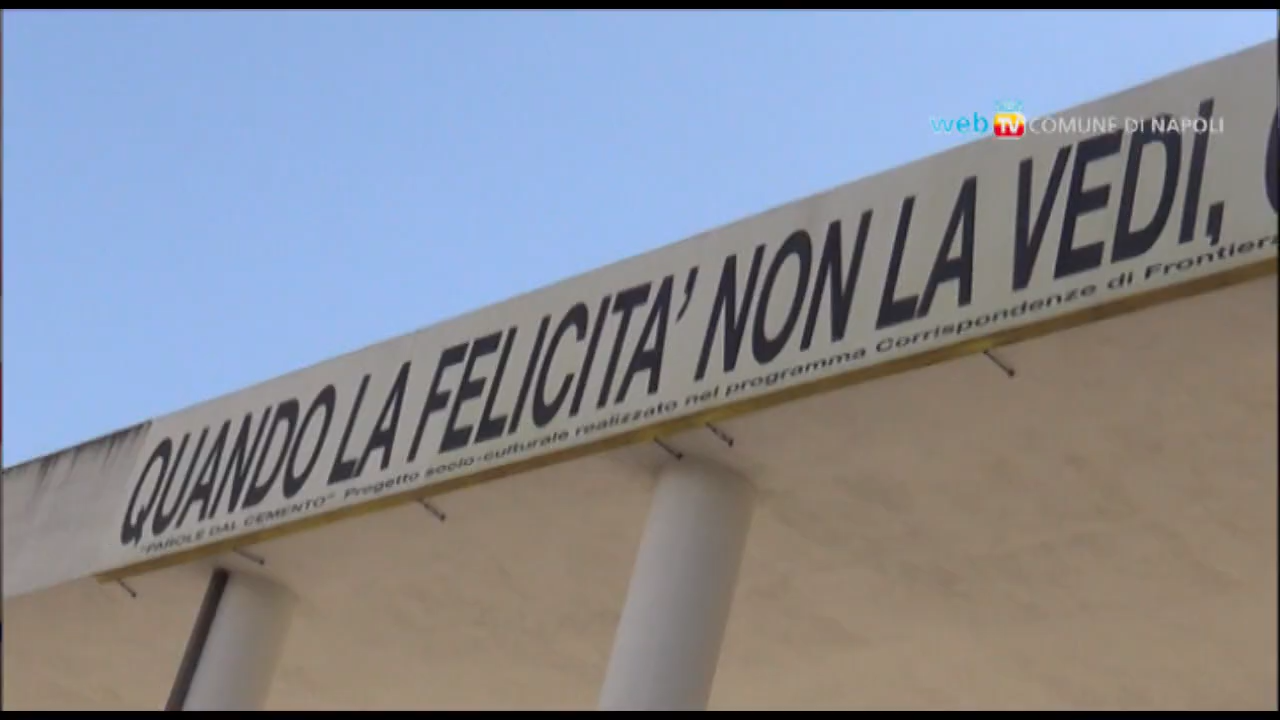 web TV COMUNE DI NAPOLI
QUANDO LA FELICITA' NON LA VEDI,
"PAROLE DAL CEMENTO" Progetto socio-culturale realizzato nel programma Corrispondenze di Frontiera